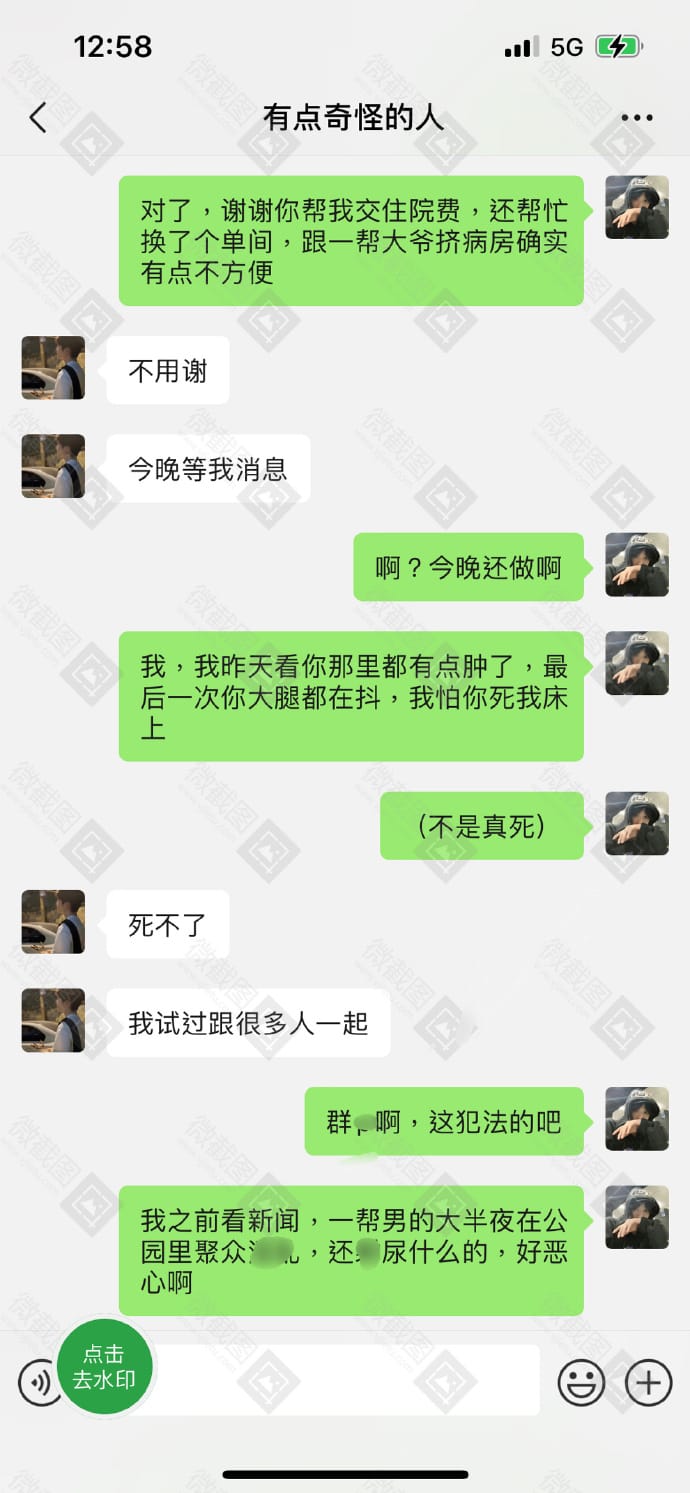 12:58
5G
有点奇怪的人
对了，谢谢你帮我交住院费，还帮忙
换了个单间，跟一帮大爷挤病房确实
有点不方便
不用谢
今晚等我消息
啊？今晚还做啊
我，我昨天看你那里都有点肿了，最
后一次你大腿都在抖，我怕你死我床
上
（不是真死）
死不了
我试过跟很多人一起
群 啊，这犯法的吧
我之前看新闻，一帮男的大半夜在公
园里聚众 ，还 尿什么的，好恶
心啊
点击
去水印
微截图